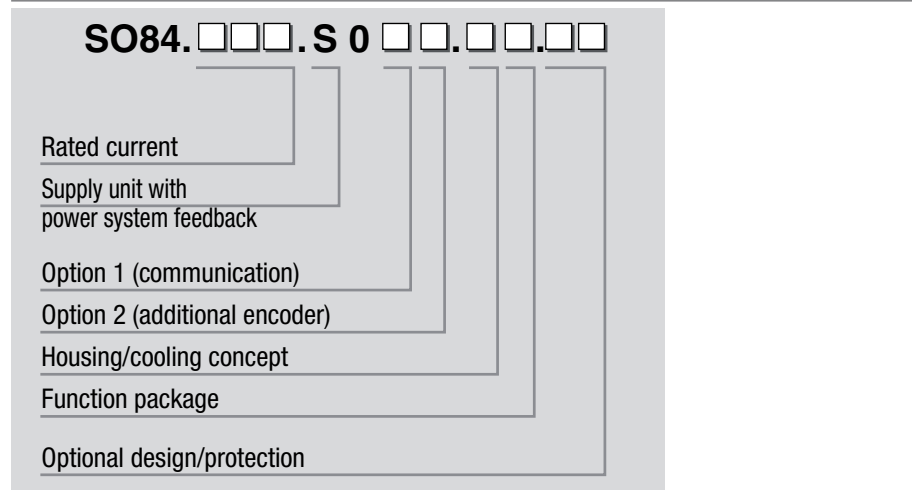 SO84.□□□.S 0 □□.□□.□□
Rated current
Supply unit with
power system feedback
Option 1 (communication)
Option 2 (additional encoder)
Housing/cooling concept
Function package
Optional design/protection